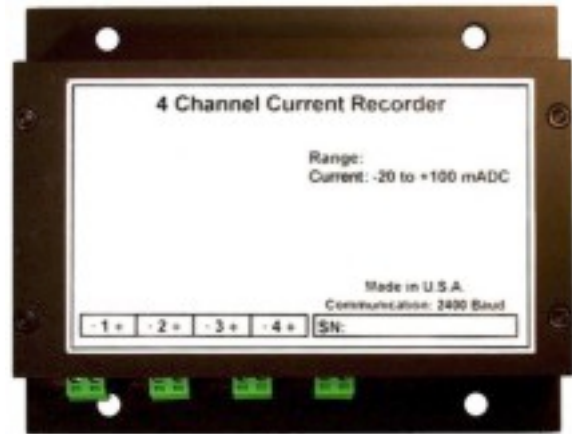 4 Channel Current Recorder
Range:
Current: -20 to +100 mADC
Made in U.S.A.
Communication: 2400 Baud
- 1 + - 2 + - 3 + - 4 + SN: